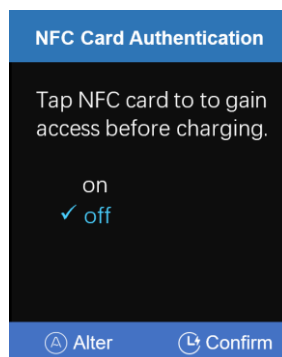 NFC Card Authentication
Tap NFC card to to gain
access before charging.
on
✓ off
A Alter
Confirm